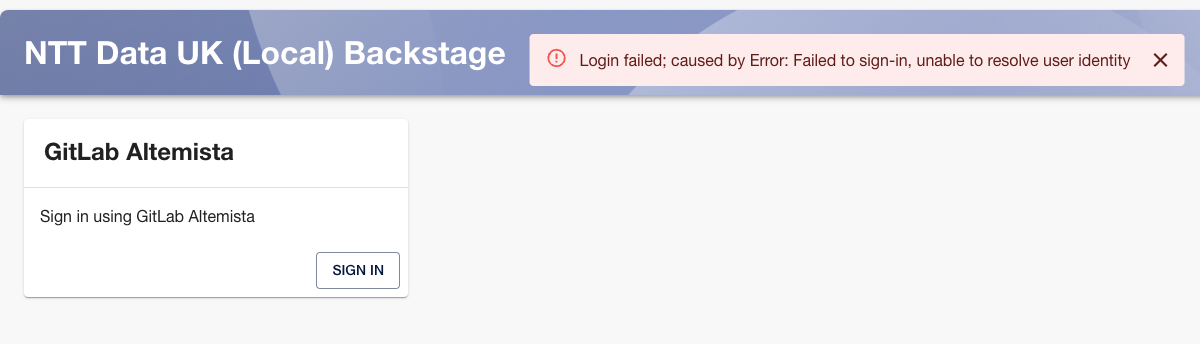 NTT Data UK (Local) Backstage
Login failed; caused by Error: Failed to sign-in, unable to resolve user identity
GitLab Altemista
Sign in using GitLab Altemista
SIGN IN